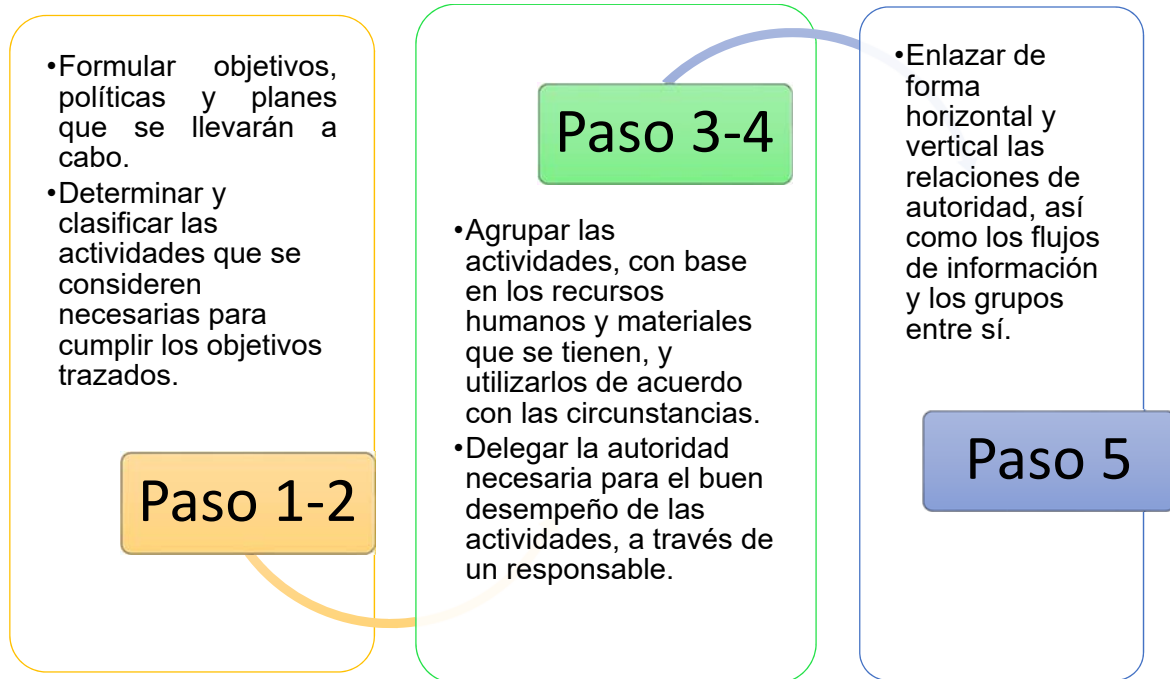 •Formular objetivos,
políticas y planes
que se llevarán a
cabo.
•Determinar y
clasificar las
actividades que se
consideren
necesarias para
cumplir los objetivos
trazados.
Paso 1-2
Paso 3-4
•Agrupar las
actividades, con base
en los recursos
humanos y materiales
que se tienen, y
utilizarlos de acuerdo
con las circunstancias.
•Delegar la autoridad
necesaria para el buen
desempeño de las
actividades, a través de
un responsable.
•Enlazar de
forma
horizontal y
vertical las
relaciones de
autoridad, así
como los flujos
de información
y los grupos
entre sí.
Paso 5